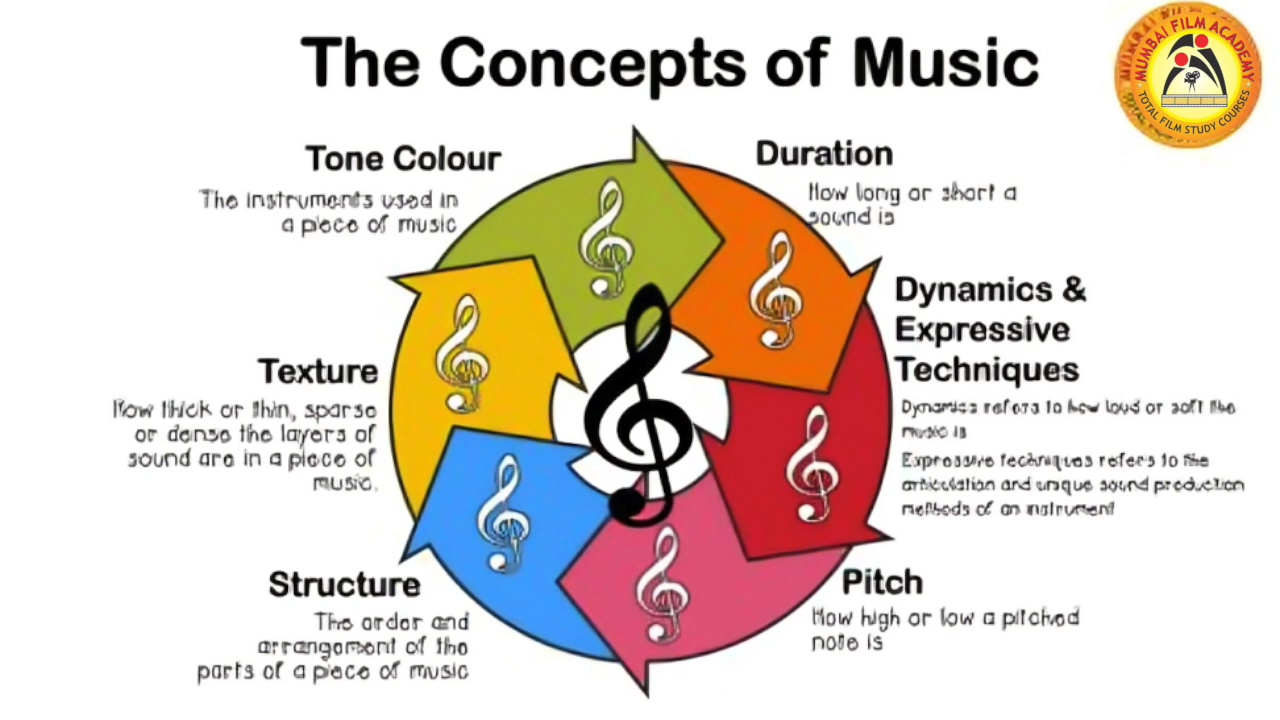 The Concepts of Music
MUMBAI FILM ACADEMY
TOTAL FILM STUDY COURSES
Tone Colour
The instruments used in
a piece of music
Duration
How long or short a
sound is
Dynamics &
Expressive
Techniques
Dynamics refers to how loud or soft the
music is
Expressive techniques refers to the
articulation and unique sound production
methods of an instrument
Pitch
How high or low a pitched
note is
Structure
The order and
arrangement of the
parts of a piece of music
Texture
How thick or thin, sparse
or dense the layers of
sound are in a piece of
music.